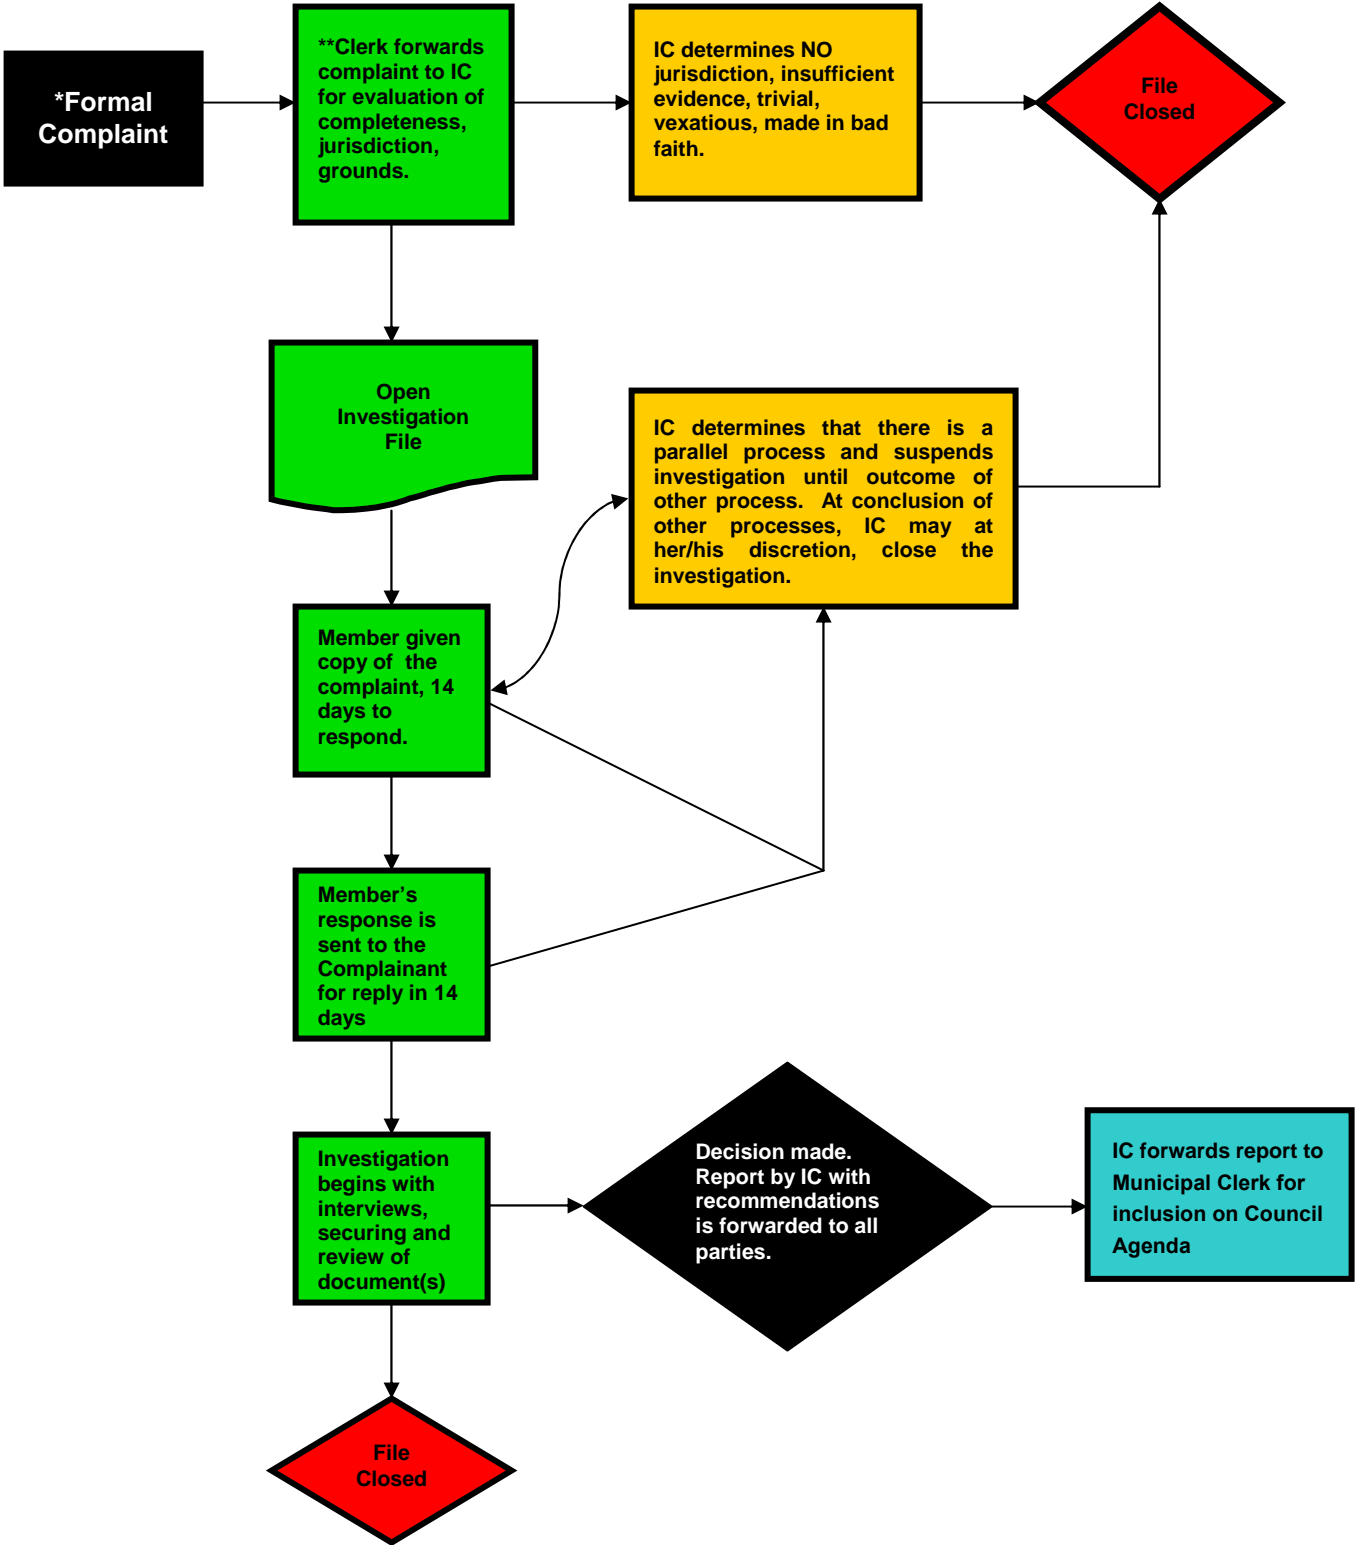 *Formal
Complaint
**Clerk forwards
complaint to IC
for evaluation of
completeness,
jurisdiction,
grounds.
IC determines NO
jurisdiction, insufficient
evidence, trivial,
vexatious, made in bad
faith.
File
Closed
Open
Investigation
File
IC determines that there is a
parallel process and suspends
investigation until outcome of
other process. At conclusion of
other processes, IC may at
her/his discretion, close the
investigation.
Member given
copy of the
complaint, 14
days to
respond.
Member’s
response is
sent to the
Complainant
for reply in 14
days
Investigation
begins with
interviews,
securing and
review of
document(s)
Decision made.
Report by IC with
recommendations
is forwarded to all
parties.
IC forwards report to
Municipal Clerk for
inclusion on Council
Agenda
File
Closed